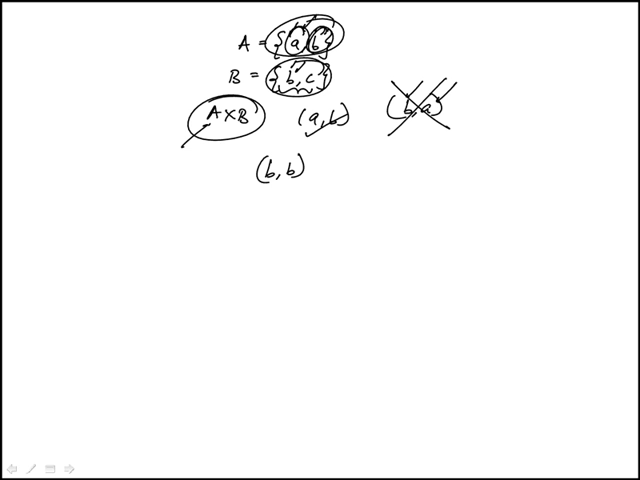 A = {a, b}
B = {b, c}
A×B (a, b) (b, a)
(b, b)